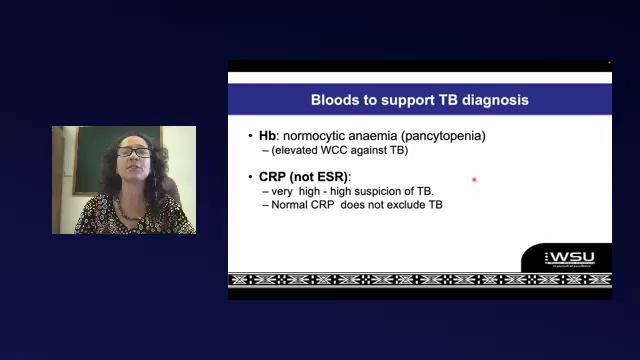 Bloods to support TB diagnosis
• Hb: normocytic anaemia (pancytopenia)
– (elevated WCC against TB)
• CRP (not ESR):
– very high - high suspicion of TB.
– Normal CRP does not exclude TB
WSU